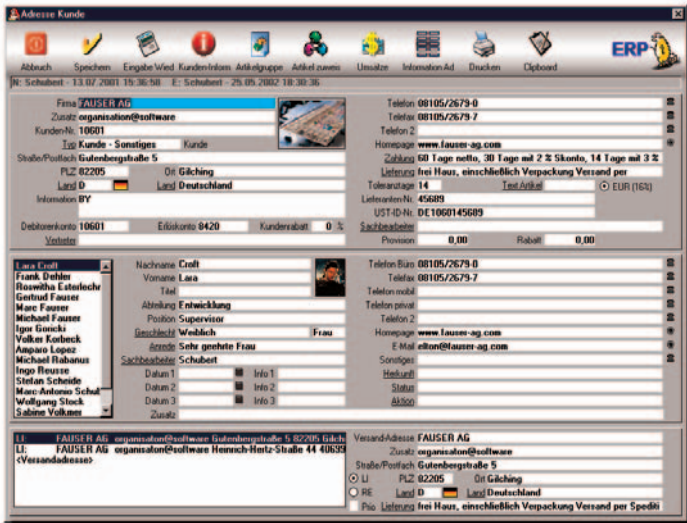 Adresse Kunde
Abbruch Speichern Eingabe Wied Kunden-Inform Artikelgruppe Artikel zuweis Umsätze Information-Ad Drucken Clipboard
ERP
N: Schubert - 13.07.2001 15:36:58 E: Schubert - 25.05.2002 18:30:36
Firma FAUSER AG
Zusatz organisation@software
Kunden-Nr. 10601
Typ Kunde - Sonstiges Kunde
Straße/Postfach Gutenbergstraße 5
PLZ 82205 Ort Gilching
Land D Land Deutschland
Information BY
Debitorenkonto 10601 Erlöskonto 8420 Kundenrabatt 0 %
Vertreter
Telefon 08105/2679-0
Telefax 08105/2679-7
Telefon 2
Homepage www.fauser-ag.com
Zahlung 60 Tage netto, 30 Tage mit 2 % Skonto, 14 Tage mit 3 %
Lieferung frei Haus, einschließlich Verpackung Versand per
Toleranztage 14 Text Artikel EUR (16%)
Lieferanten-Nr. 45689
UST-ID-Nr. DE1060145689
Sachbearbeiter
Provision 0,00 Rabatt 0,00
Lara Croft
Frank Dehler
Roswitha Esterlechn
Gertrud Fauser
Marc Fauser
Michael Fauser
Igor Goricki
Volker Korbeck
Amparo Lopez
Michael Rabanus
Ingo Reusse
Stefan Scheide
Marc-Antonio Schul
Wolfgang Stock
Sabine Volkmer
Nachname Croft
Vorname Lara
Titel
Abteilung Entwicklung
Position Supervisor
Geschlecht Weiblich Frau
Anrede Sehr geehrte Frau
Sachbearbeiter Schubert
Datum 1 Info 1
Datum 2 Info 2
Datum 3 Info 3
Zusatz
Telefon Büro 08105/2679-0
Telefax 08105/2679-7
Telefon mobil
Telefon privat
Telefon 2
Homepage www.fauser-ag.com
E-Mail elton@fauser-ag.com
Sonstiges
Herkunft
Status
Aktion
LI: FAUSER AG organisaton@software Gutenbergstraße 5 82205 Gilch
LI: FAUSER AG organisaton@software Heinrich-Hertz-Straße 44 40699
<Versandadresse>
Versand-Adresse FAUSER AG
Zusatz organisaton@software
Straße/Postfach Gutenbergstraße 5
LI PLZ 82205 Ort Gilching
RE Land D Land Deutschland
Prio Lieferung frei Haus, einschließlich Verpackung Versand per Spediti